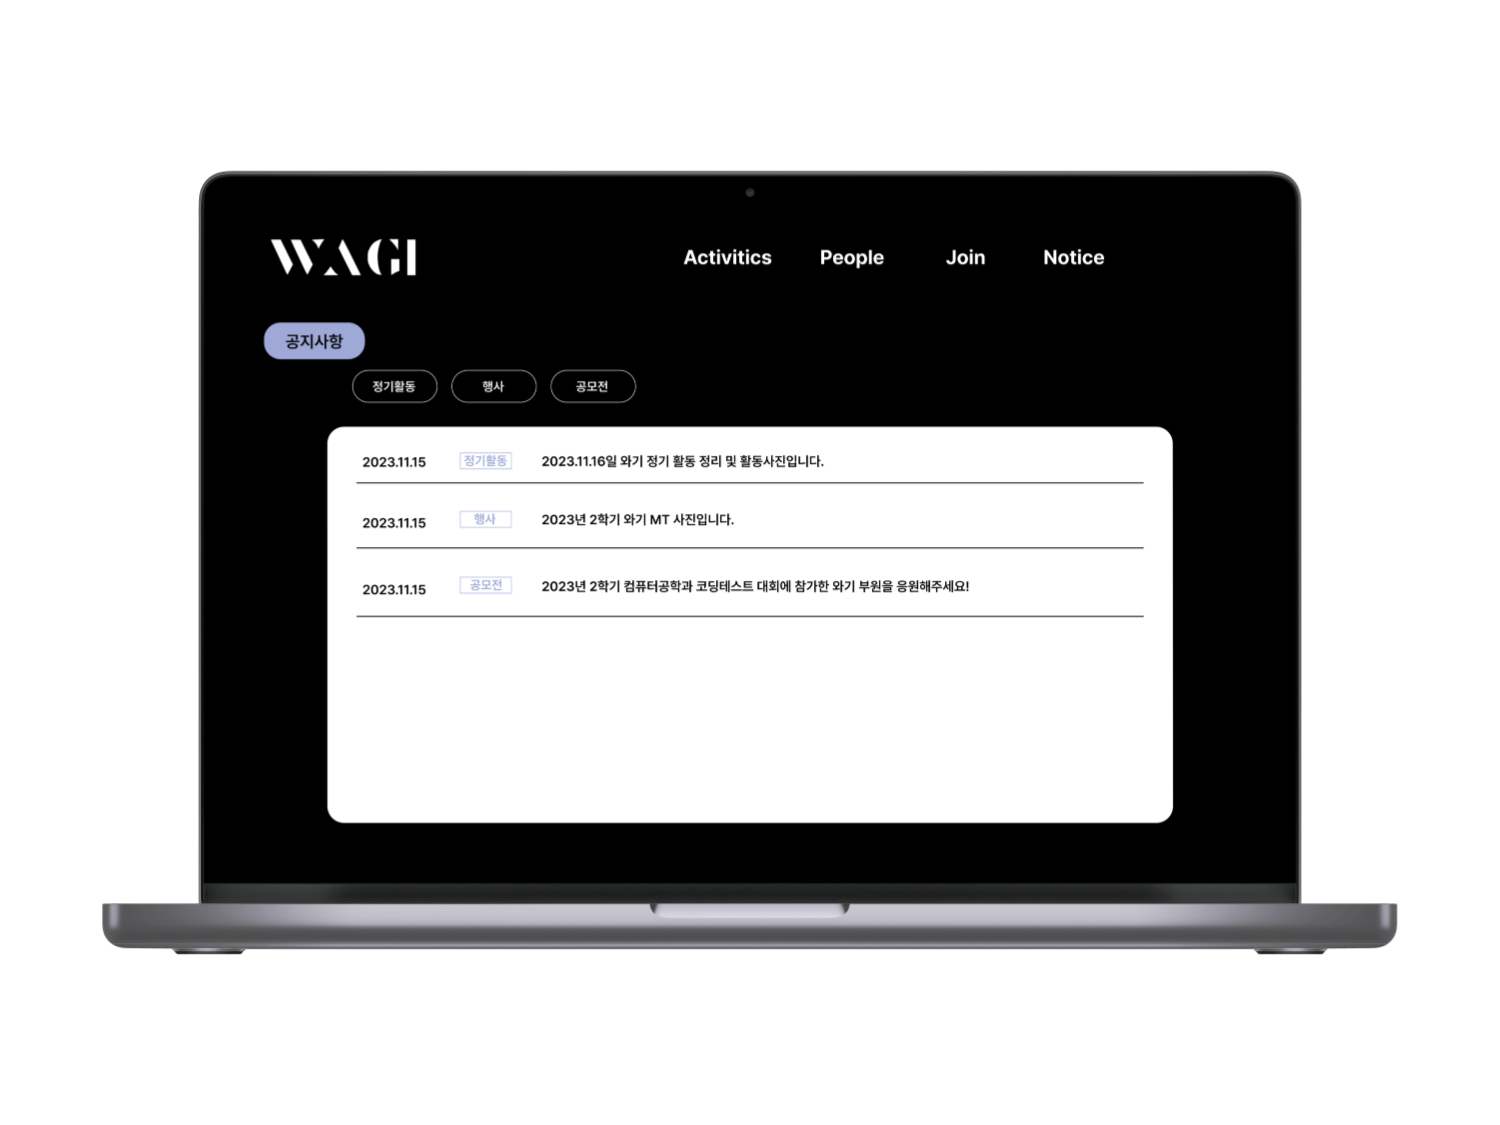 WAGI
Activitics People Join Notice
공지사항
정기활동 행사 공모전
2023.11.15 정기활동 2023.11.16일 와기 정기 활동 정리 및 활동사진입니다.
2023.11.15 행사 2023년 2학기 와기 MT 사진입니다.
2023.11.15 공모전 2023년 2학기 컴퓨터공학과 코딩테스트 대회에 참가한 와기 부원을 응원해주세요!